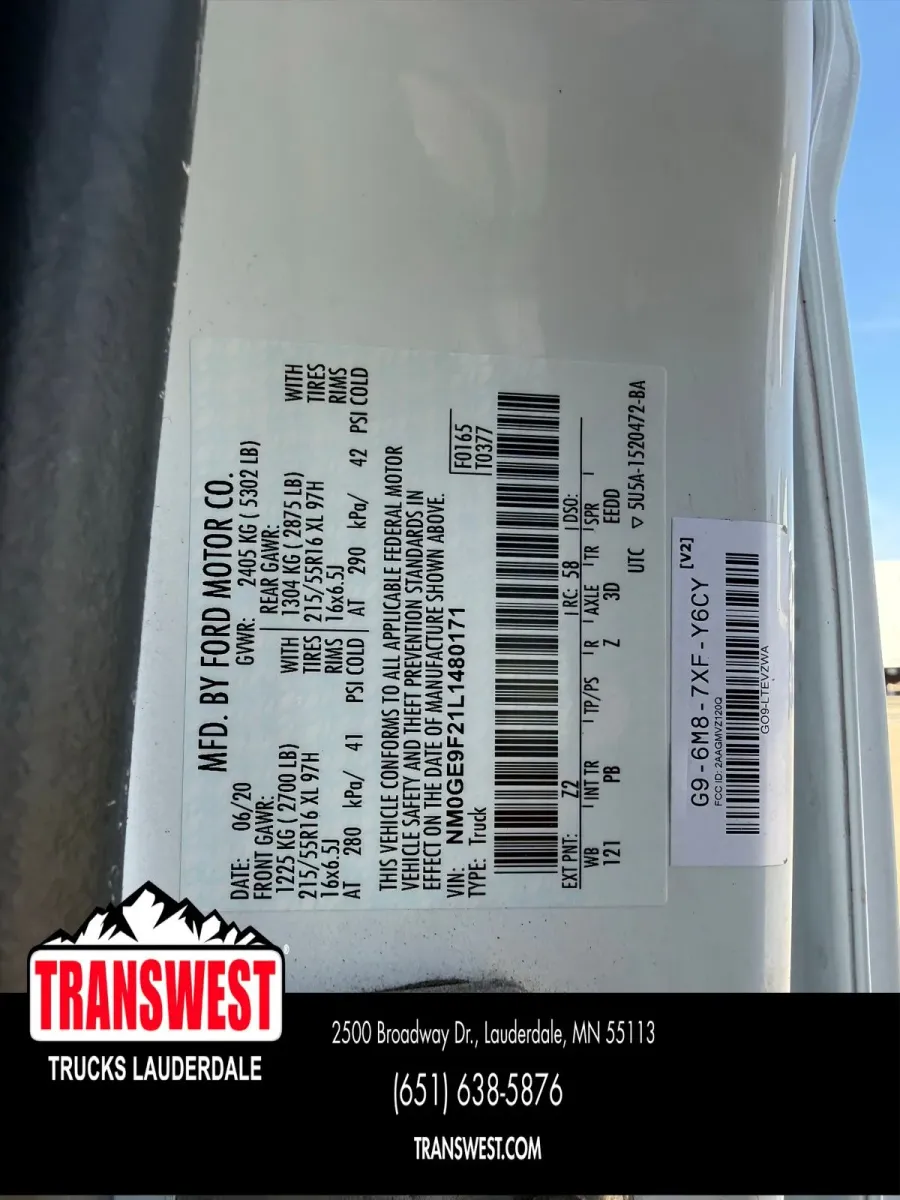 MFD. BY FORD MOTOR CO.
DATE: 06/20 GVWR: 2405 KG ( 5302 LB)
FRONT GAWR: REAR GAWR:
1225 KG ( 2700 LB) WITH 1304 KG ( 2875 LB) WITH
215/55R16 XL 97H TIRES 215/55R16 XL 97H TIRES
16x6.5J RIMS 16x6.5J RIMS
AT 280 kPa/ 41 PSI COLD AT 290 kPa/ 42 PSI COLD
THIS VEHICLE CONFORMS TO ALL APPLICABLE FEDERAL MOTOR
VEHICLE SAFETY AND THEFT PREVENTION STANDARDS IN
EFFECT ON THE DATE OF MANUFACTURE SHOWN ABOVE.
VIN: NM0GE9F21L1480171
TYPE: Truck
F0165
T0377
EXT PNT: Z2 RC: 58 DSO:
WB INT TR TP/PS R AXLE TR SPR
121 PB Z 3D EEDD
UTC ▽ 5U5A-1520472-BA
G9-6M8-7XF-Y6CY [V2]
FCC ID: 2AAGMVZ120Q
GO9-LTEVZWA
TRANSWEST®
TRUCKS LAUDERDALE
2500 Broadway Dr., Lauderdale, MN 55113
(651) 638-5876
TRANSWEST.COM